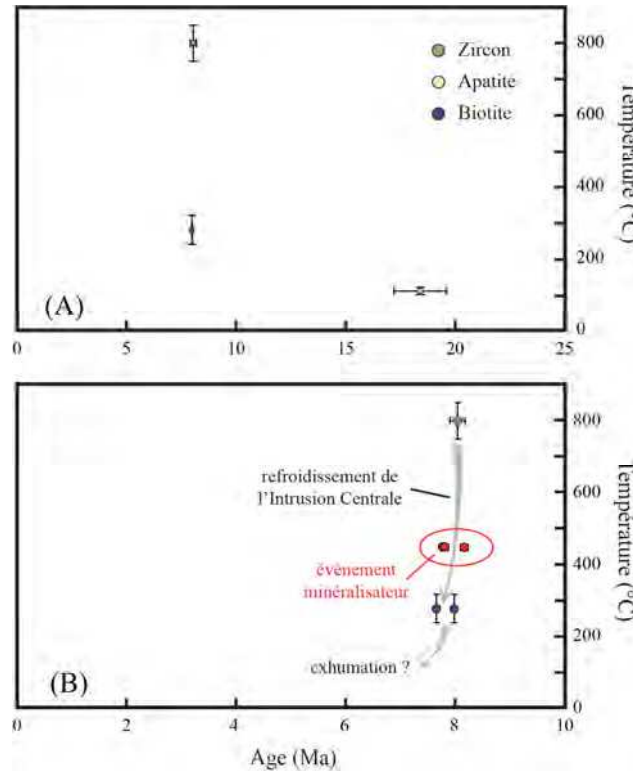 800
Zircon
Apatite
Biotite
600
400
200
0
Température (°C)
(A)
0 5 10 15 20 25
800
refroidissement de
l'Intrusion Centrale
600
400
évènement
minéralisateur
200
exhumation ?
0
Température (°C)
(B)
0 2 4 6 8 10
Age (Ma)